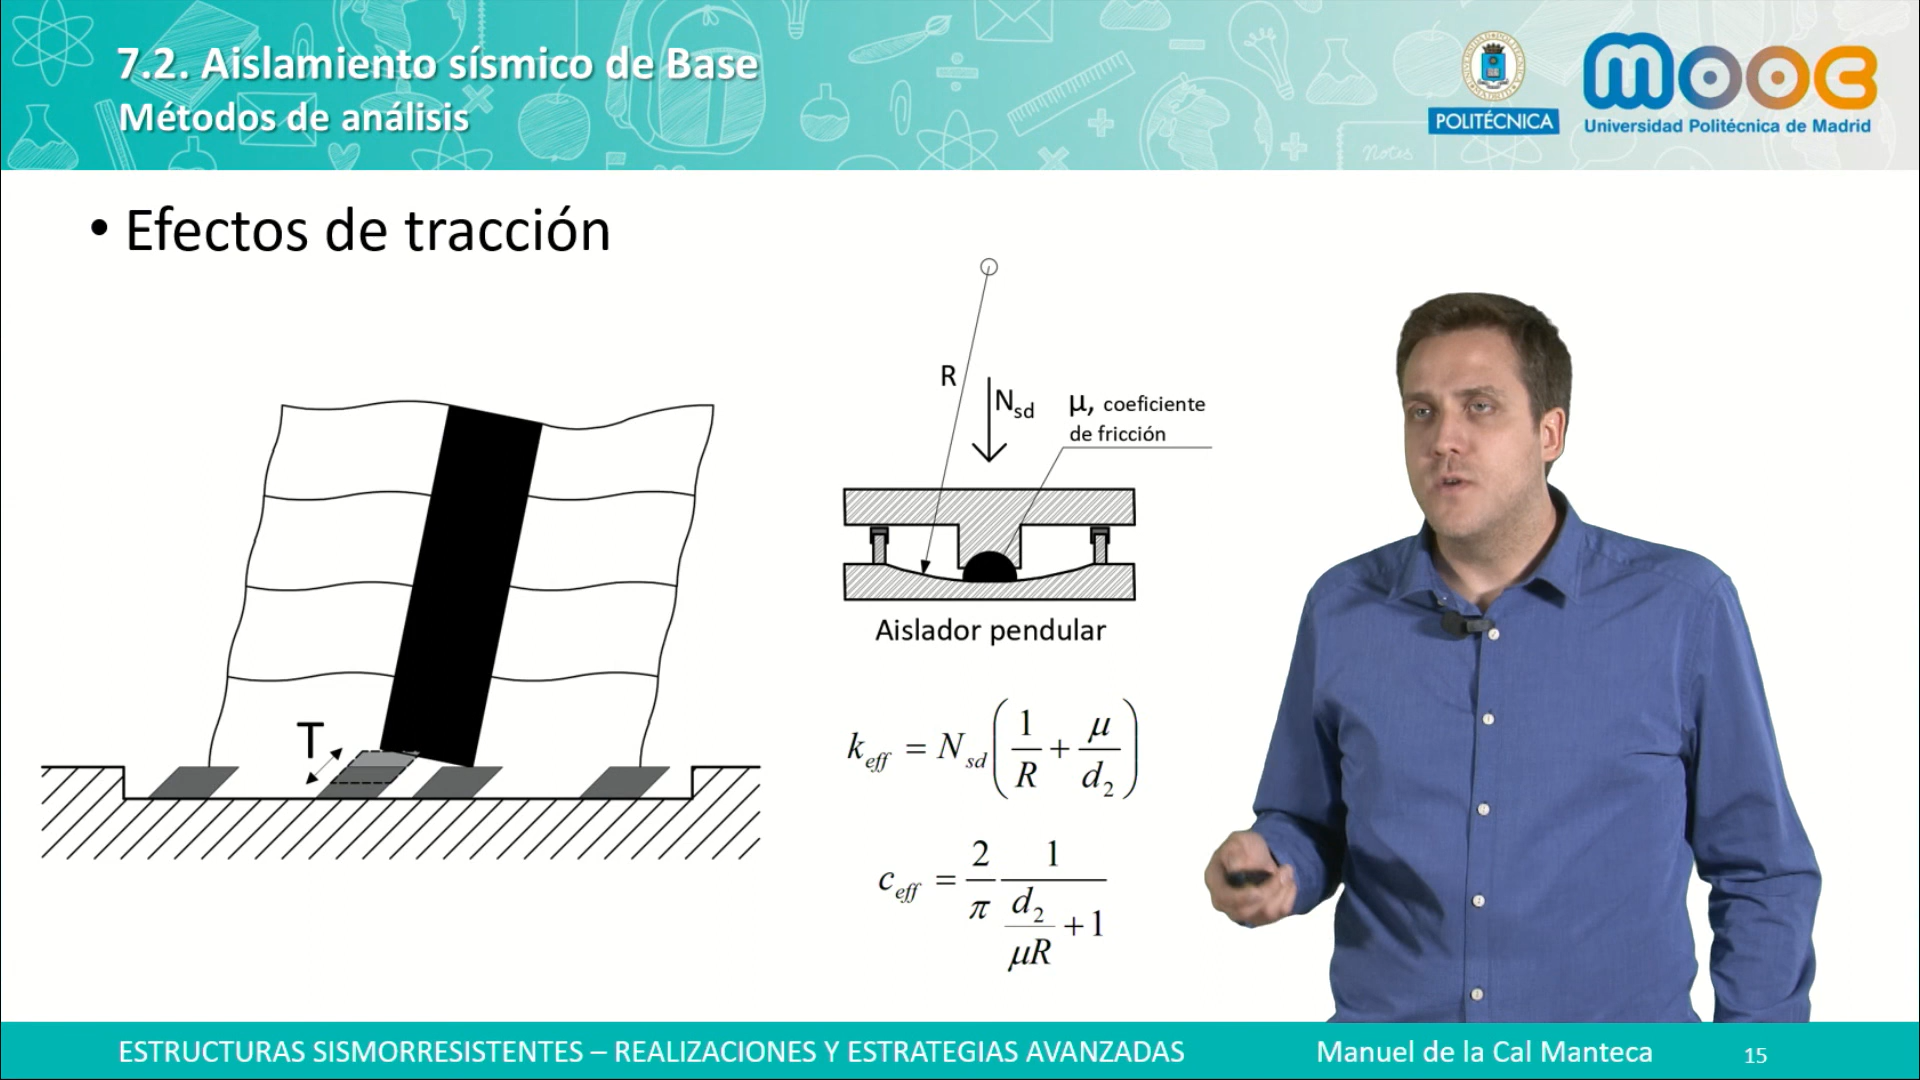 7.2. Aislamiento sísmico de Base
Métodos de análisis
POLITÉCNICA
mooc
Universidad Politécnica de Madrid
notes
• Efectos de tracción
R
N_sd
μ, coeficiente
de fricción
Aislador pendular
T
k_eff = N_sd (1/R + μ/d_2)
c_eff = 2/π 1/(d_2/μR + 1)
ESTRUCTURAS SISMORRESISTENTES – REALIZACIONES Y ESTRATEGIAS AVANZADAS
Manuel de la Cal Manteca
15